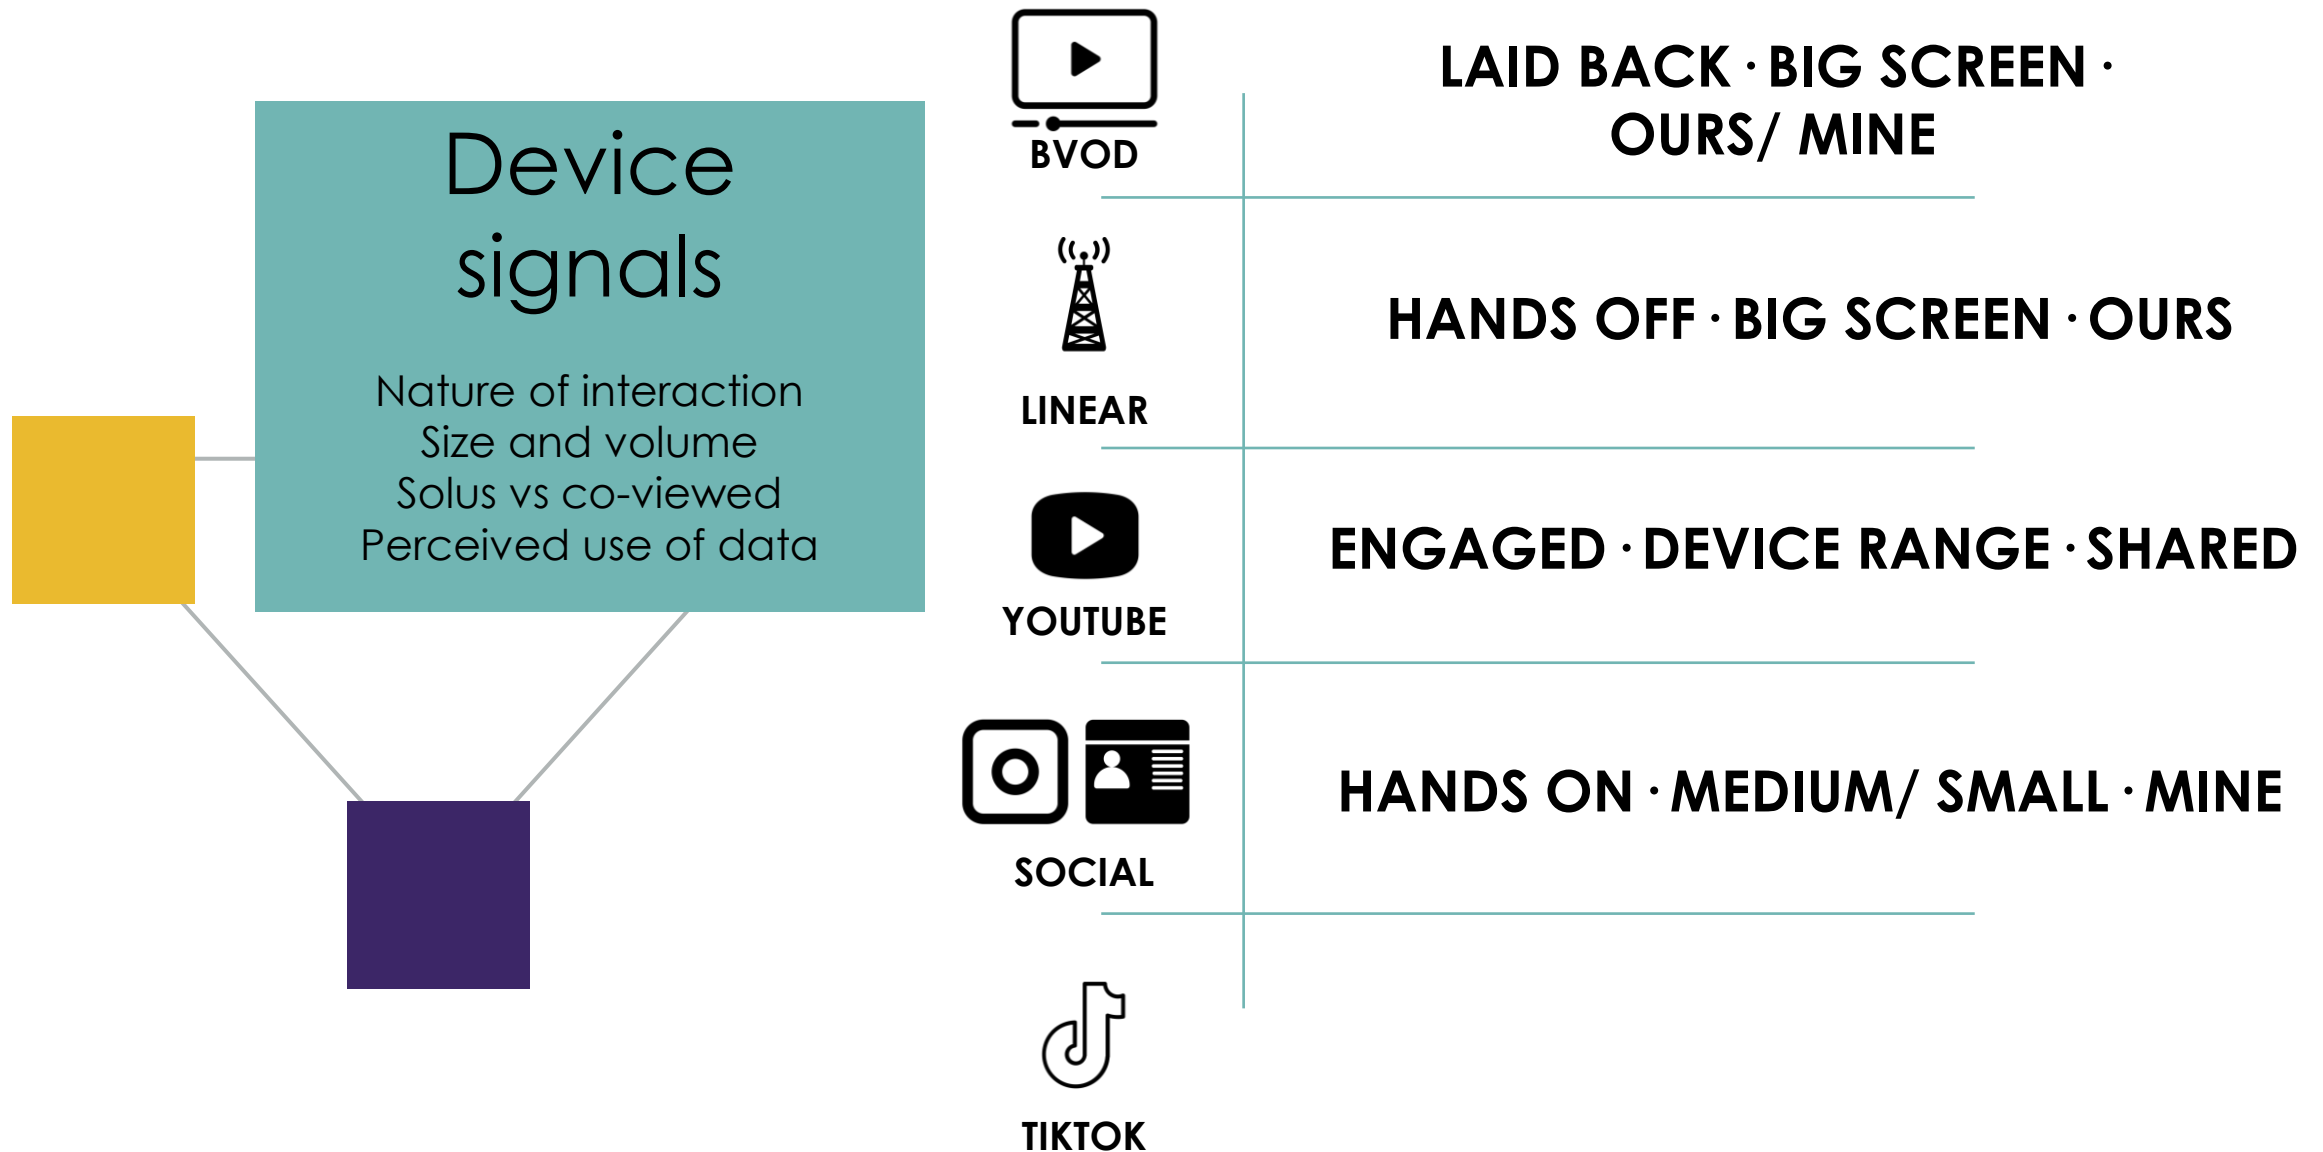 Device
signals
Nature of interaction
Size and volume
Solus vs co-viewed
Perceived use of data
BVOD
LAID BACK · BIG SCREEN ·
OURS/ MINE
LINEAR
HANDS OFF · BIG SCREEN · OURS
YOUTUBE
ENGAGED · DEVICE RANGE · SHARED
SOCIAL
HANDS ON · MEDIUM/ SMALL · MINE
TIKTOK